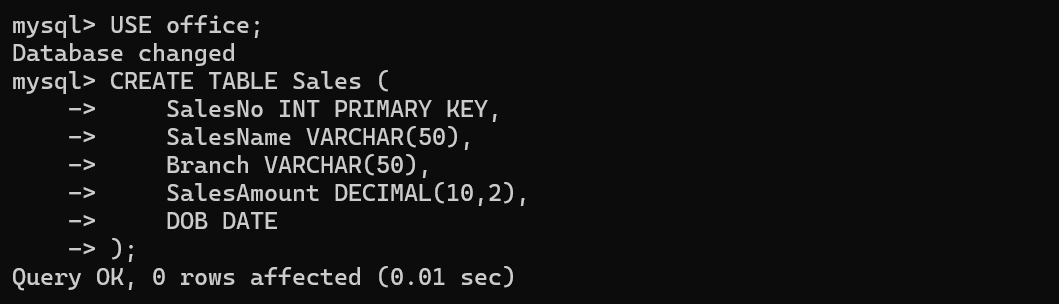 mysql> USE office;
Database changed
mysql> CREATE TABLE Sales (
    ->     SalesNo INT PRIMARY KEY,
    ->     SalesName VARCHAR(50),
    ->     Branch VARCHAR(50),
    ->     SalesAmount DECIMAL(10,2),
    ->     DOB DATE
    -> );
Query OK, 0 rows affected (0.01 sec)